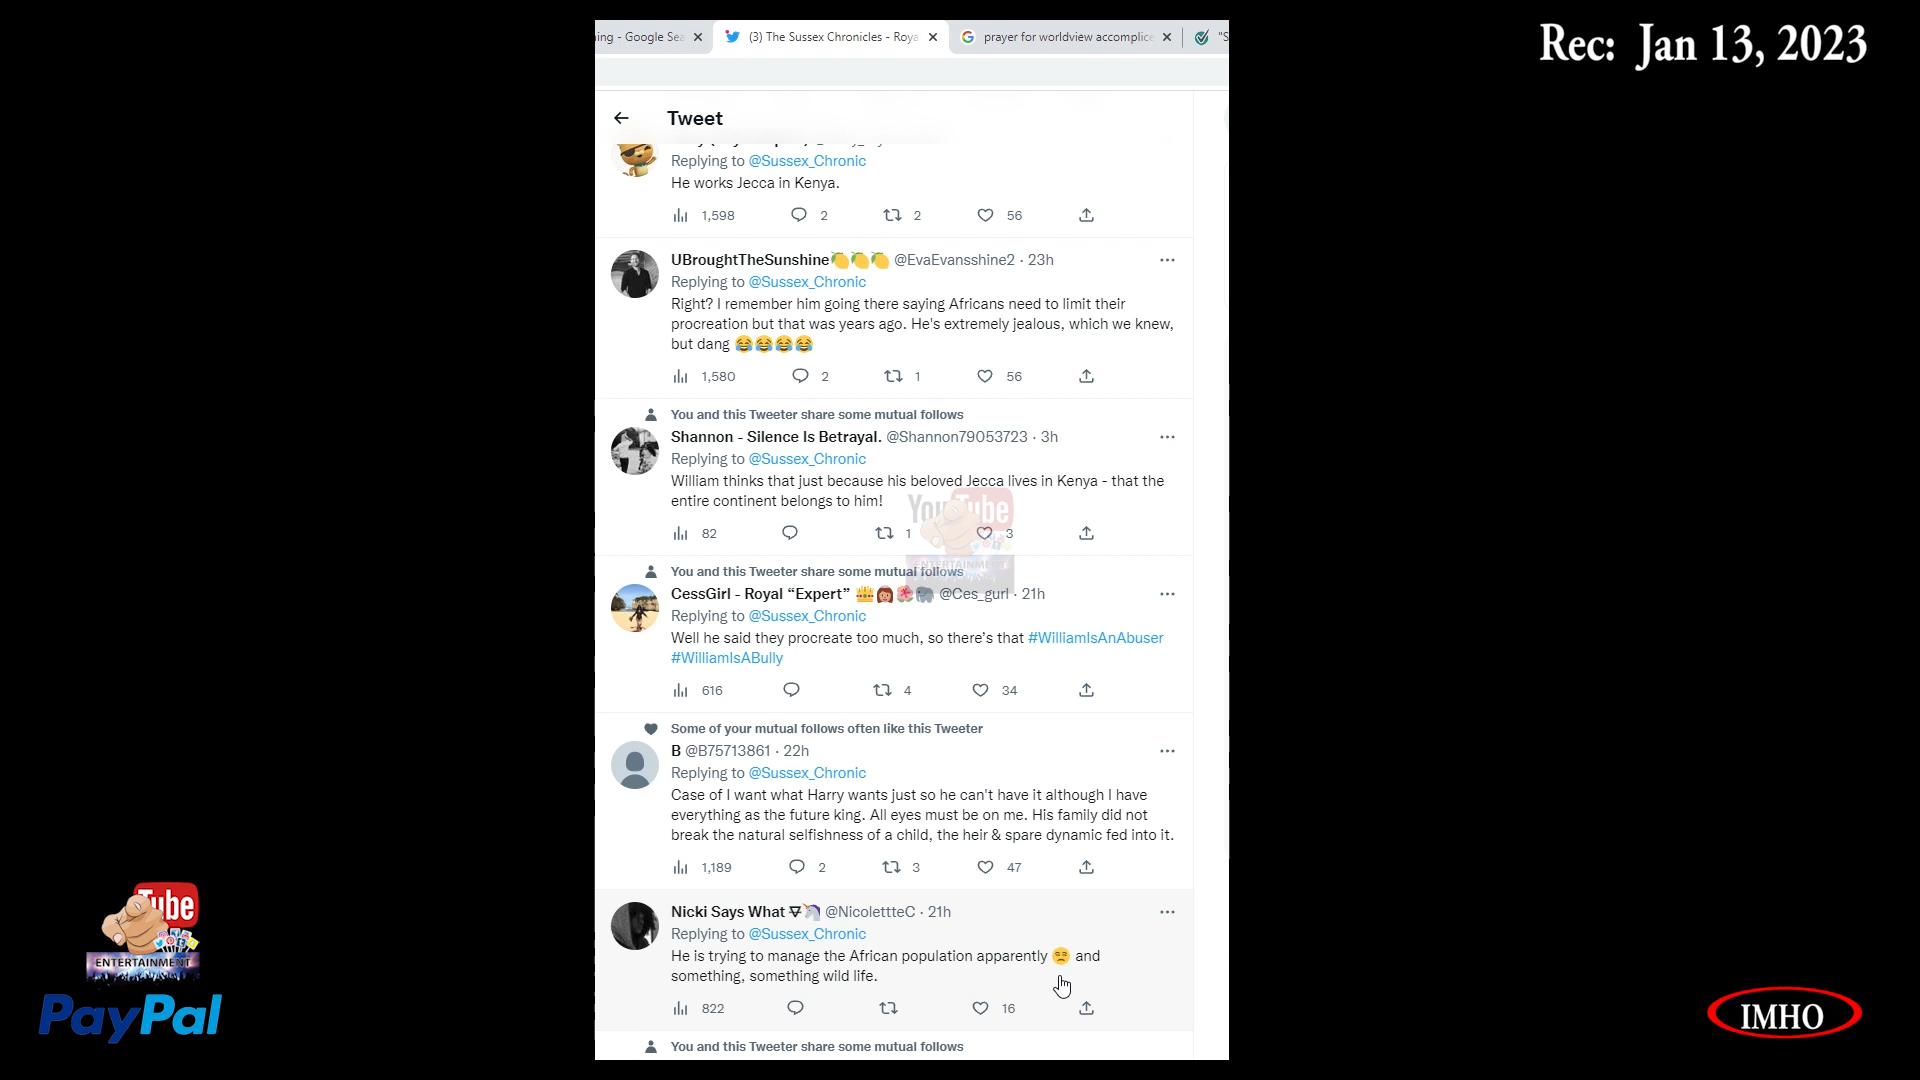 Rec: Jan 13, 2023
ing - Google Sea
(3) The Sussex Chronicles - Roya
prayer for worldview accomplice
"S
Tweet
Replying to @Sussex_Chronic
He works Jecca in Kenya.
1,598 2 2 56
UBroughtTheSunshine🍋🍋🍋 @EvaEvansshine2 · 23h
Replying to @Sussex_Chronic
Right? I remember him going there saying Africans need to limit their
procreation but that was years ago. He's extremely jealous, which we knew,
but dang 😂😂😂😂
1,580 2 1 56
You and this Tweeter share some mutual follows
Shannon - Silence Is Betrayal. @Shannon79053723 · 3h
Replying to @Sussex_Chronic
William thinks that just because his beloved Jecca lives in Kenya - that the
entire continent belongs to him!
82 1 3
YouTube
ENTERTAINMENT
You and this Tweeter share some mutual follows
CessGirl - Royal “Expert” 👑👩🏽🌺🐘 @Ces_gurl · 21h
Replying to @Sussex_Chronic
Well he said they procreate too much, so there’s that #WilliamIsAnAbuser
#WilliamIsABully
616 4 34
Some of your mutual follows often like this Tweeter
B @B75713861 · 22h
Replying to @Sussex_Chronic
Case of I want what Harry wants just so he can't have it although I have
everything as the future king. All eyes must be on me. His family did not
break the natural selfishness of a child, the heir & spare dynamic fed into it.
1,189 2 3 47
Nicki Says What 🜃🦄 @NicolettteC · 21h
Replying to @Sussex_Chronic
He is trying to manage the African population apparently 😒 and
something, something wild life.
822 16
You and this Tweeter share some mutual follows
Tube
ENTERTAINMENT
PayPal
IMHO